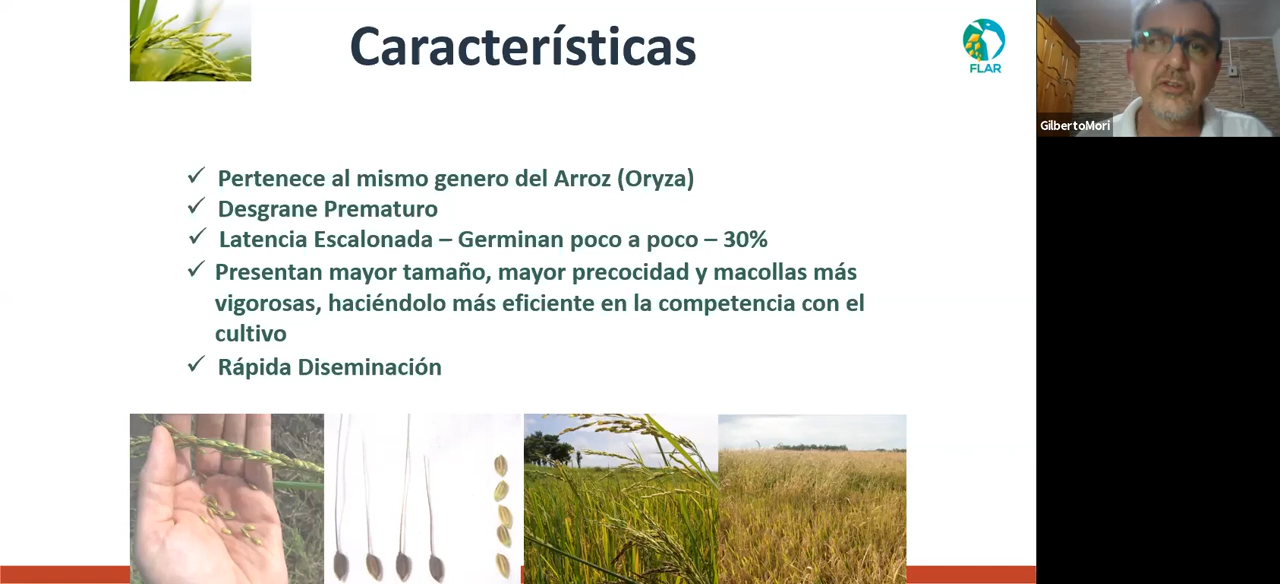 Características
FLAR
GilbertoMori
Pertenece al mismo genero del Arroz (Oryza)
Desgrane Prematuro
Latencia Escalonada – Germinan poco a poco – 30%
Presentan mayor tamaño, mayor precocidad y macollas más
vigorosas, haciéndolo más eficiente en la competencia con el
cultivo
Rápida Diseminación